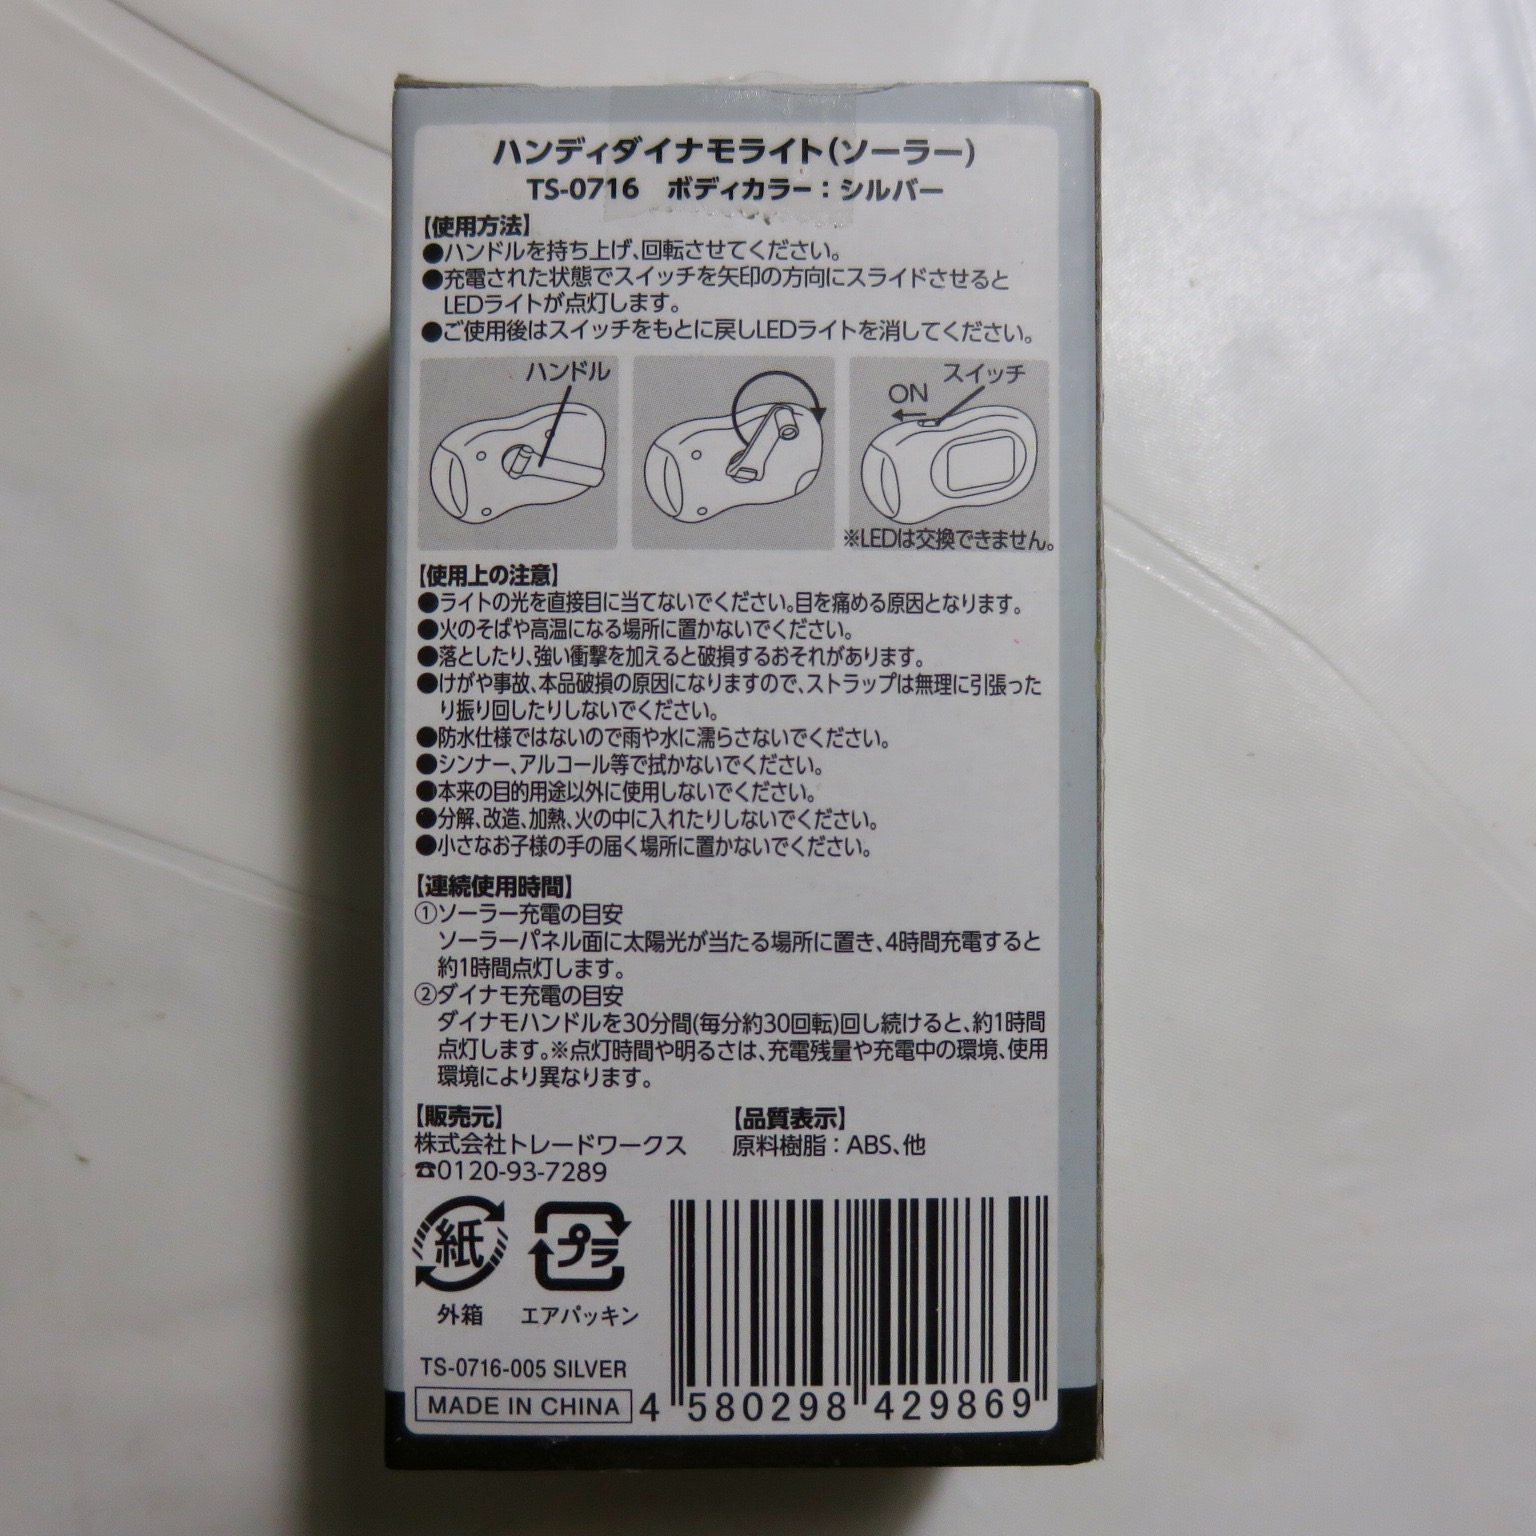 ハンディダイナモライト(ソーラー)
TS-0716 ボディカラー：シルバー
【使用方法】
●ハンドルを持ち上げ、回転させてください。
●充電された状態でスイッチを矢印の方向にスライドさせると
LEDライトが点灯します。
●ご使用後はスイッチをもとに戻しLEDライトを消してください。
ハンドル
スイッチ
ON
※LEDは交換できません。
【使用上の注意】
●ライトの光を直接目に当てないでください。目を痛める原因となります。
●火のそばや高温になる場所に置かないでください。
●落としたり、強い衝撃を加えると破損するおそれがあります。
●けがや事故、本品破損の原因になりますので、ストラップは無理に引張った
り振り回したりしないでください。
●防水仕様ではないので雨や水に濡らさないでください。
●シンナー、アルコール等で拭かないでください。
●本来の目的用途以外に使用しないでください。
●分解、改造、加熱、火の中に入れたりしないでください。
●小さなお子様の手の届く場所に置かないでください。
【連続使用時間】
①ソーラー充電の目安
ソーラーパネル面に太陽光が当たる場所に置き、4時間充電すると
約1時間点灯します。
②ダイナモ充電の目安
ダイナモハンドルを30分間(毎分約30回転)回し続けると、約1時間
点灯します。※点灯時間や明るさは、充電残量や充電中の環境、使用
環境により異なります。
【販売元】
株式会社トレードワークス
☎0120-93-7289
【品質表示】
原料樹脂：ABS、他
紙
外箱
プラ
エアパッキン
TS-0716-005 SILVER
MADE IN CHINA
4 580298 429869